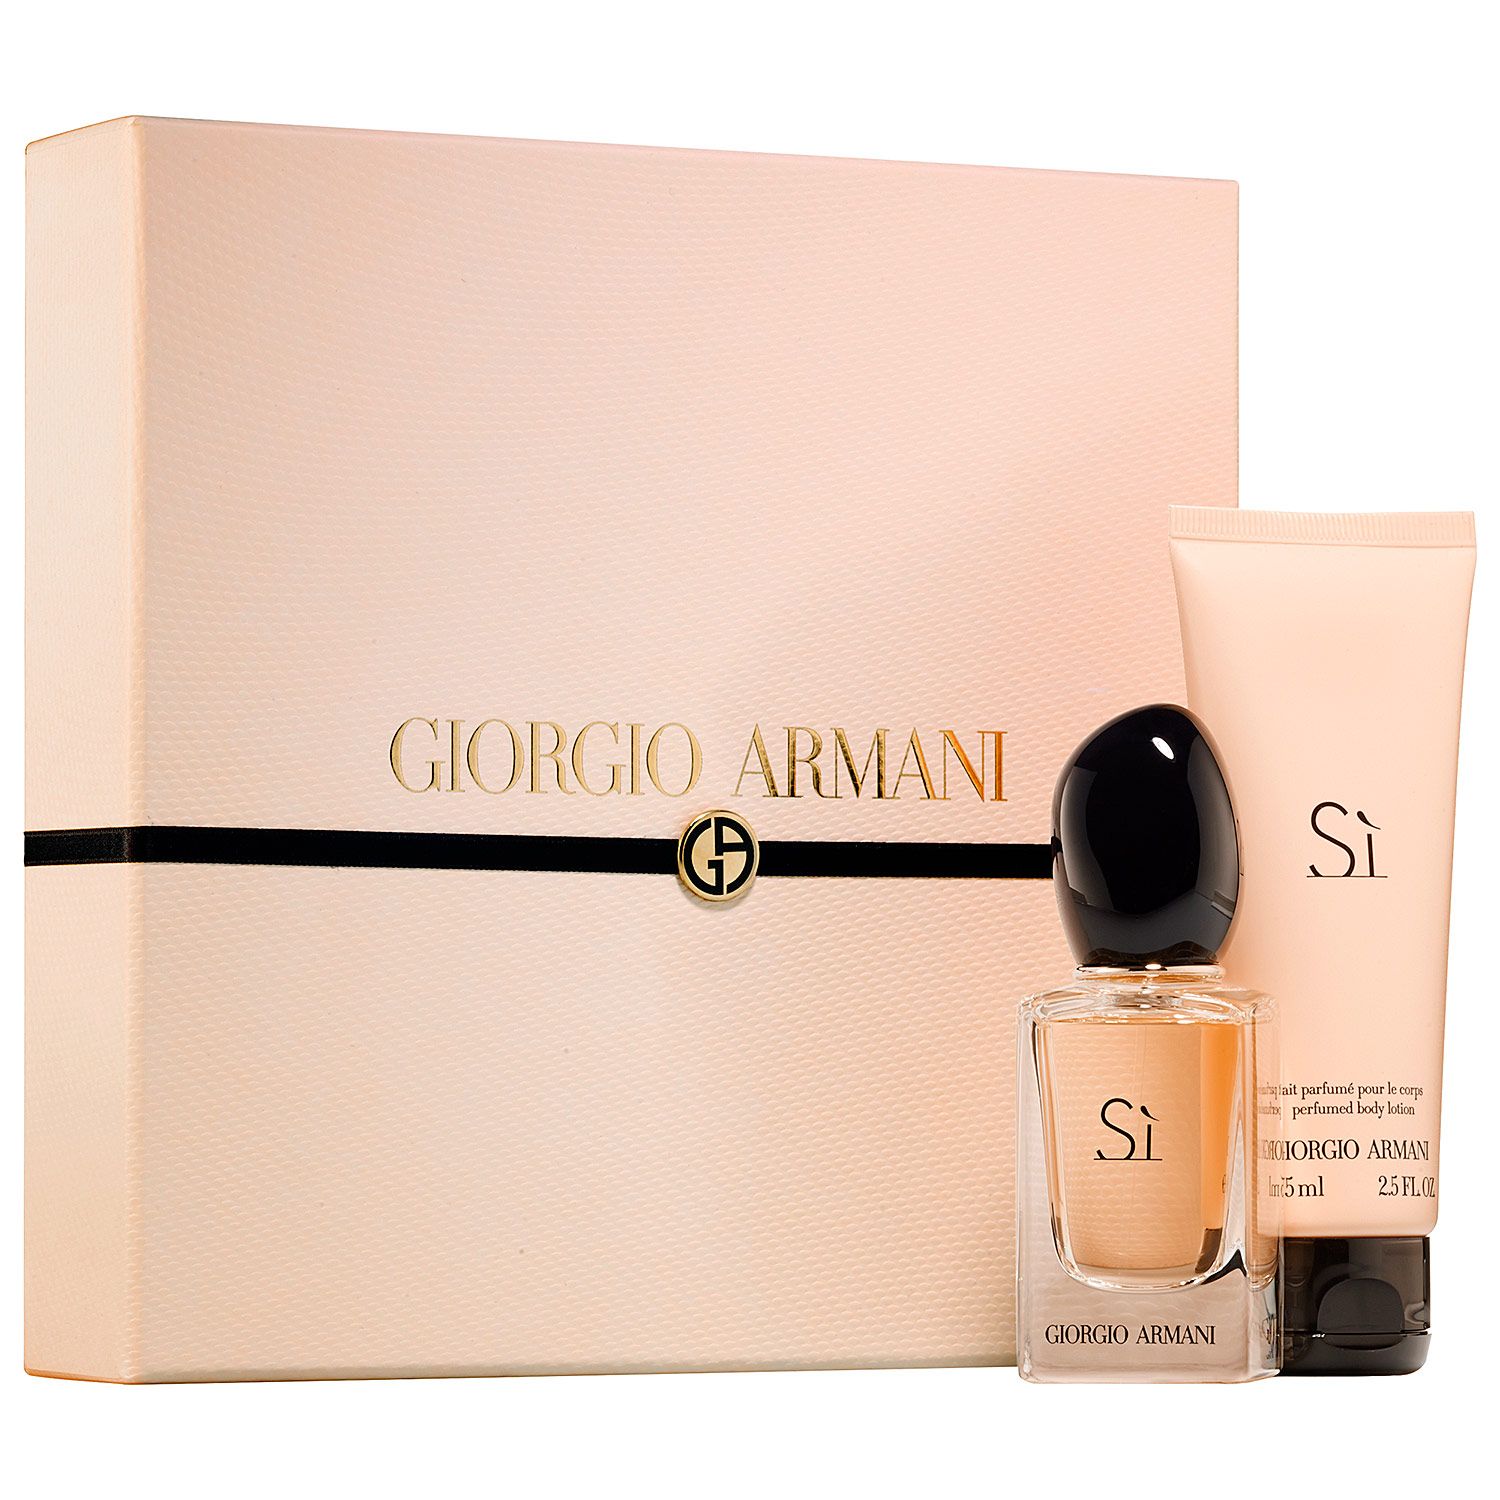 GIORGIO ARMANI
GA
Sì
GIORGIO ARMANI
Sì
lait parfumé pour le corps
perfumed body lotion
GIORGIO ARMANI
75 ml 2.5 FL. OZ